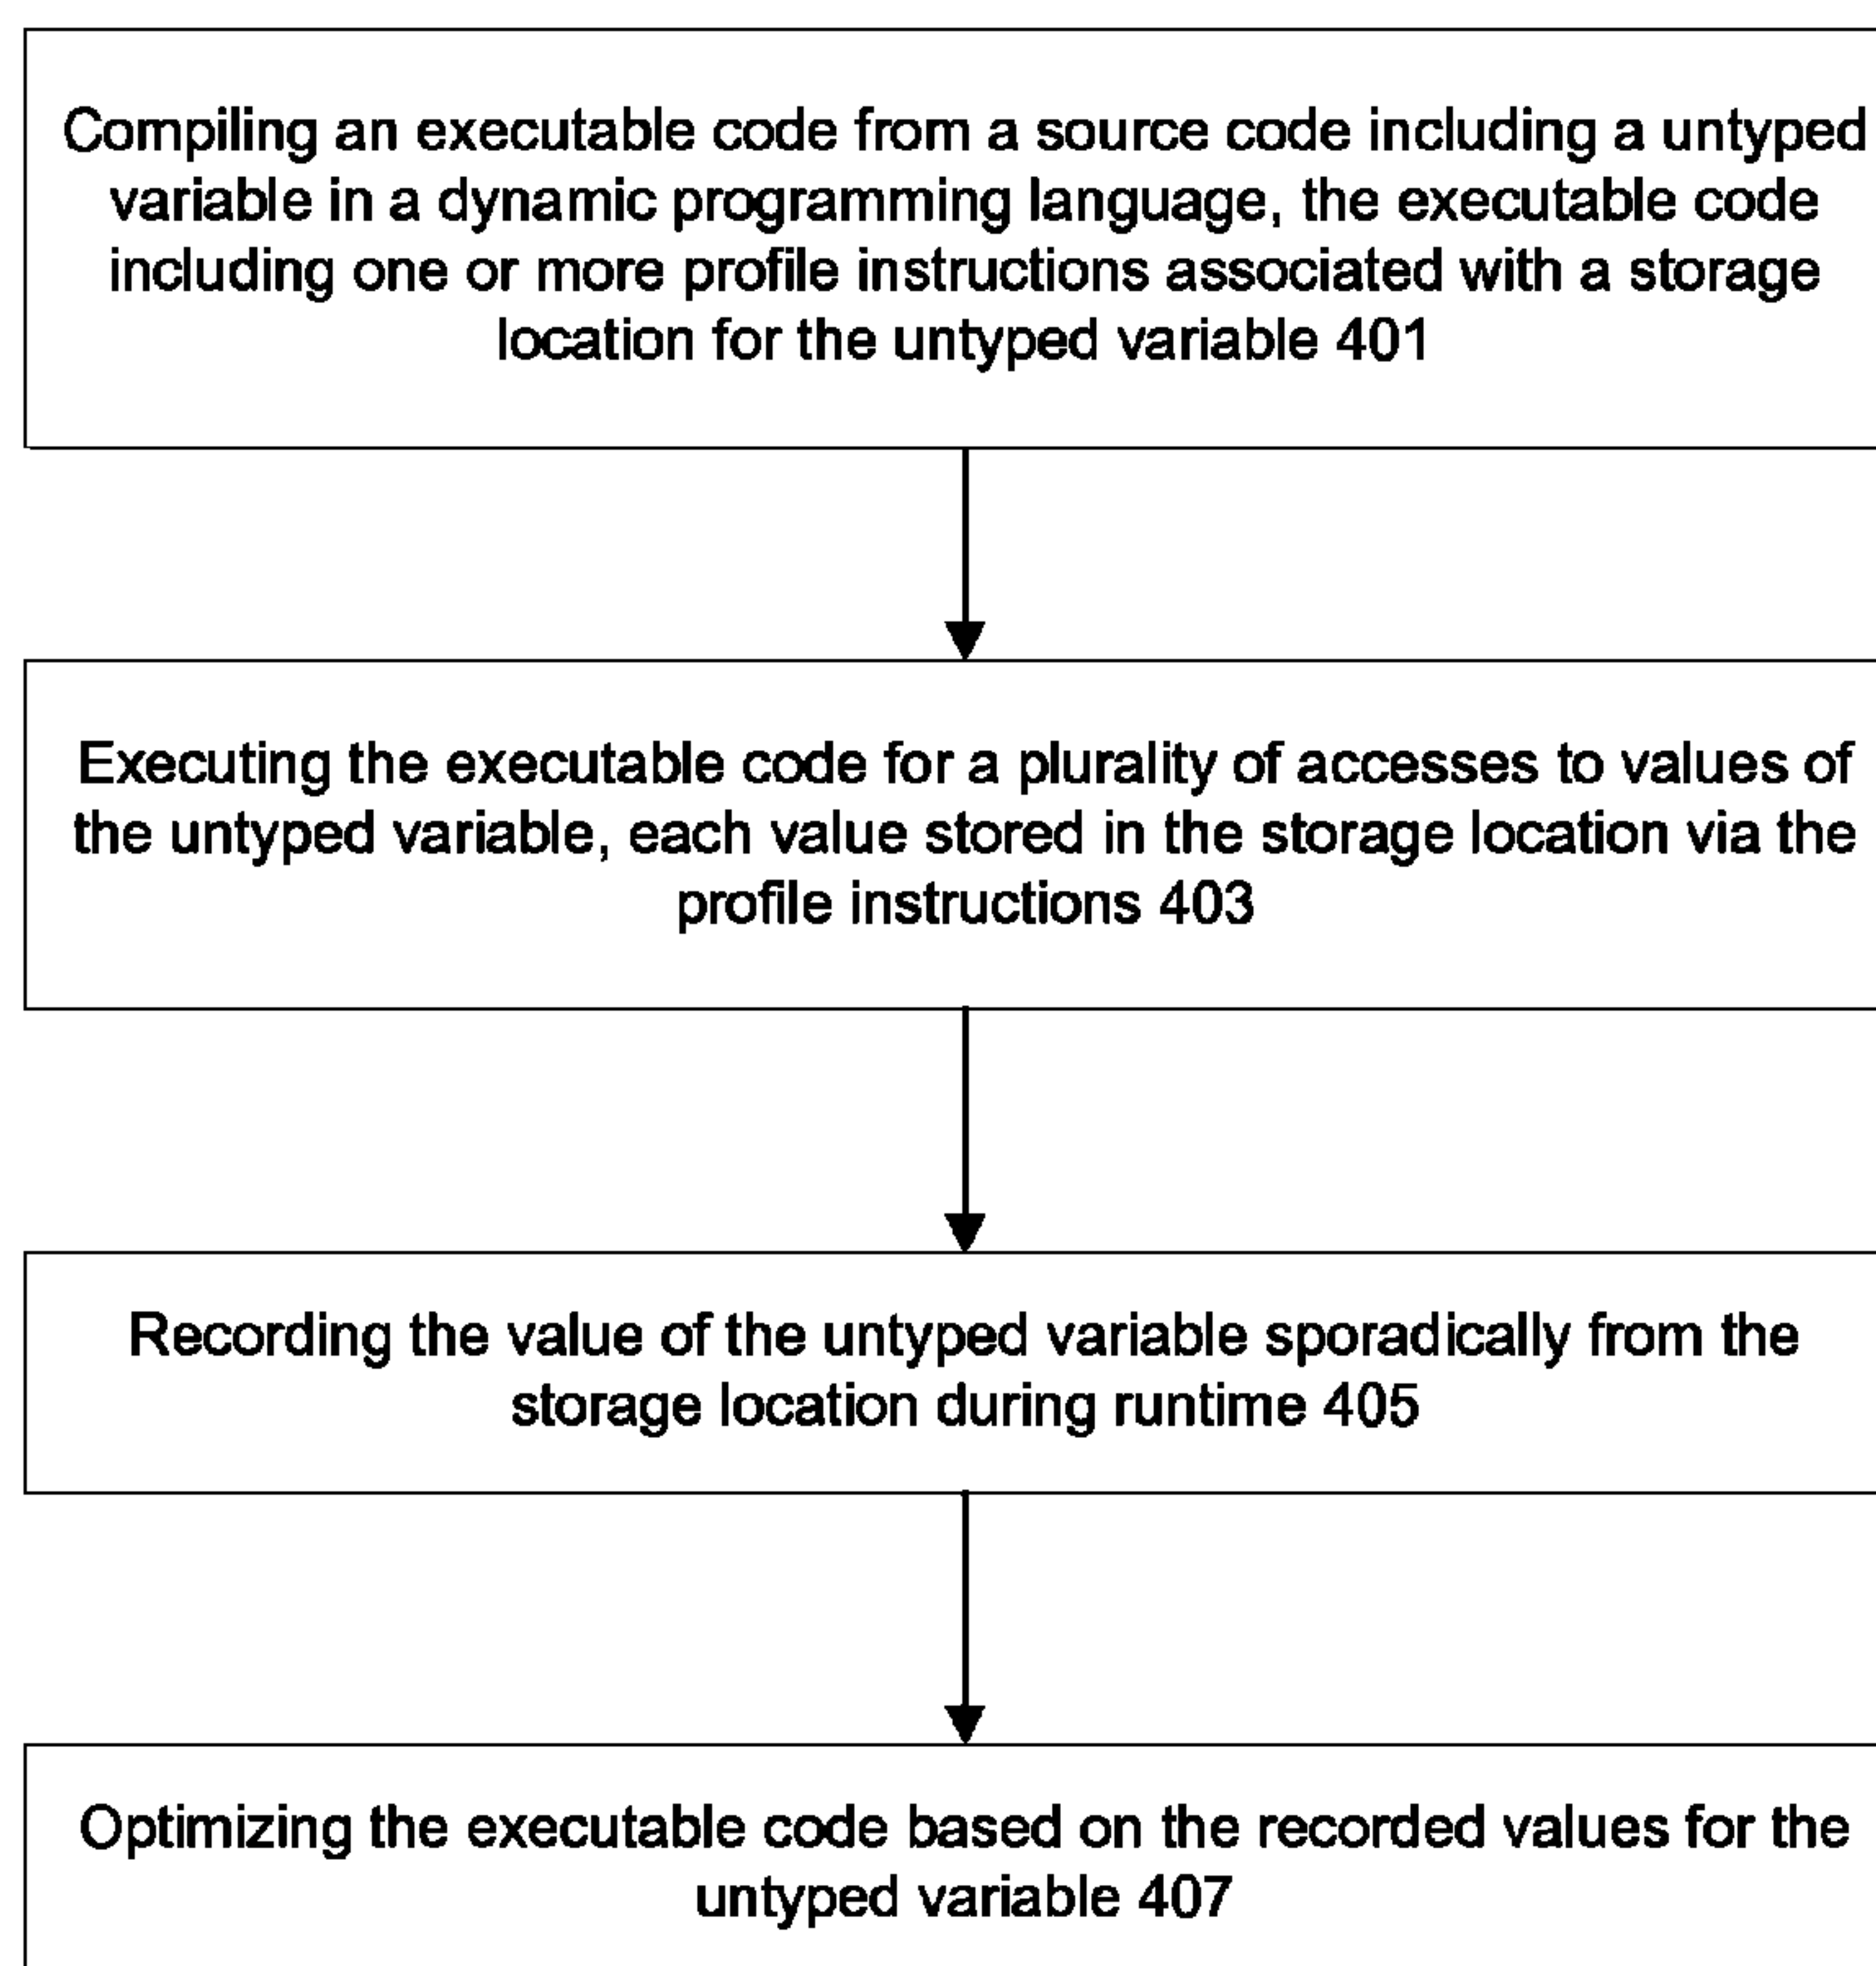 Compiling an executable code from a source code including a untyped
variable in a dynamic programming language, the executable code
including one or more profile instructions associated with a storage
location for the untyped variable 401
Executing the executable code for a plurality of accesses to values of
the untyped variable, each value stored in the storage location via the
profile instructions 403
Recording the value of the untyped variable sporadically from the
storage location during runtime 405
Optimizing the executable code based on the recorded values for the
untyped variable 407